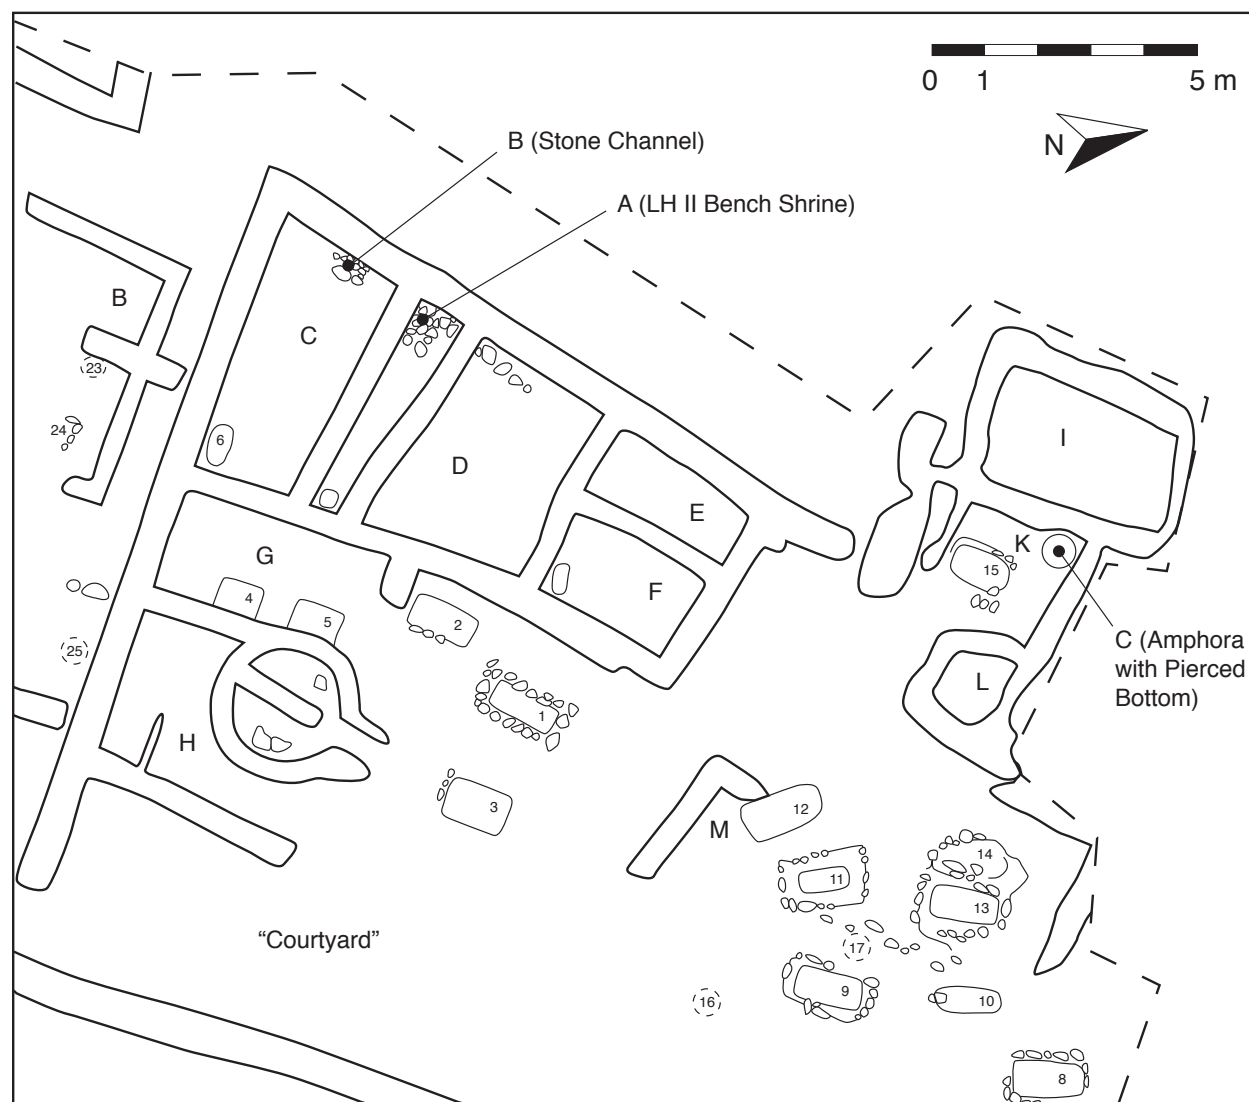 0 1 5 m
N
B (Stone Channel)
A (LH II Bench Shrine)
B
C
23
24
6
D
I
E
K
15
G
F
4
5
2
C (Amphora
with Pierced
Bottom)
L
25
1
H
3
12
M
14
11
13
"Courtyard"
17
9
10
16
8